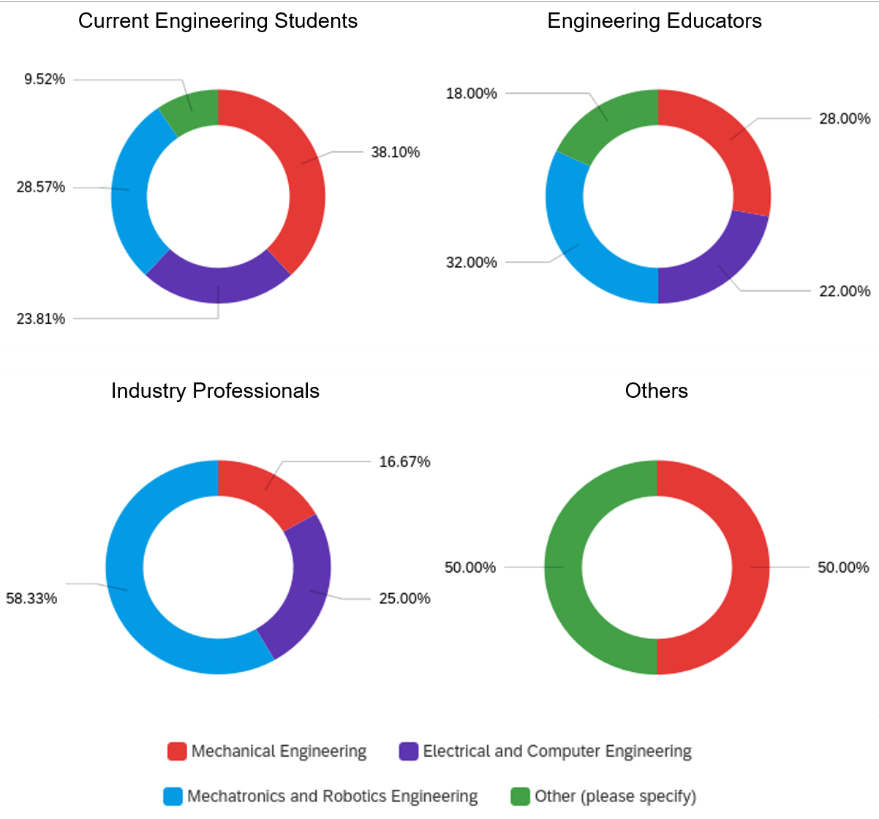 Current Engineering Students
Engineering Educators
9.52%
38.10%
28.57%
23.81%
18.00%
28.00%
32.00%
22.00%
Industry Professionals
Others
16.67%
58.33%
25.00%
50.00%
50.00%
Mechanical Engineering
Electrical and Computer Engineering
Mechatronics and Robotics Engineering
Other (please specify)